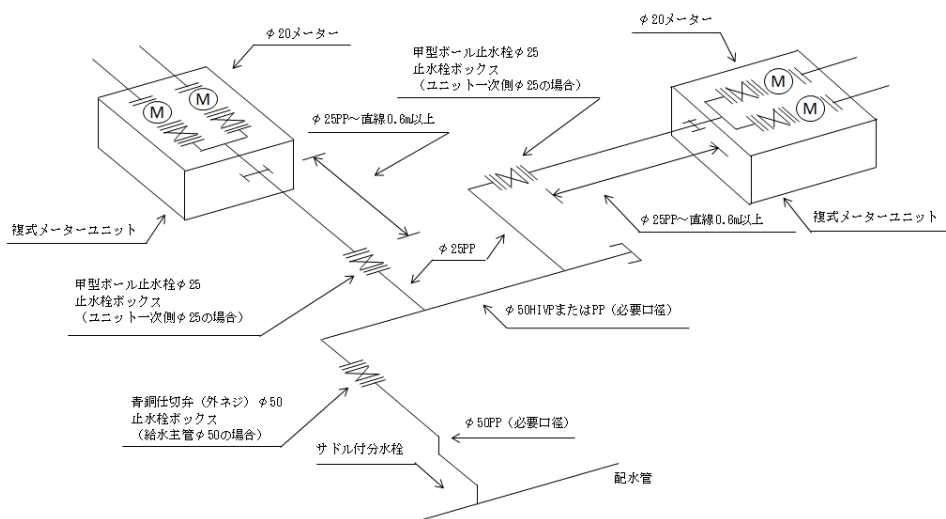 φ20メーター
φ20メーター
甲型ボール止水栓φ25
止水栓ボックス
(ユニット一次側φ25の場合)
M
M
M
M
φ25PP～直線0.6m以上
φ25PP～直線0.6m以上
複式メーターユニット
複式メーターユニット
φ25PP
甲型ボール止水栓φ25
止水栓ボックス
(ユニット一次側φ25の場合)
φ50HIVPまたはPP(必要口径)
青銅仕切弁(外ネジ)φ50
止水栓ボックス
(給水主管φ50の場合)
φ50PP(必要口径)
サドル付分水栓
配水管